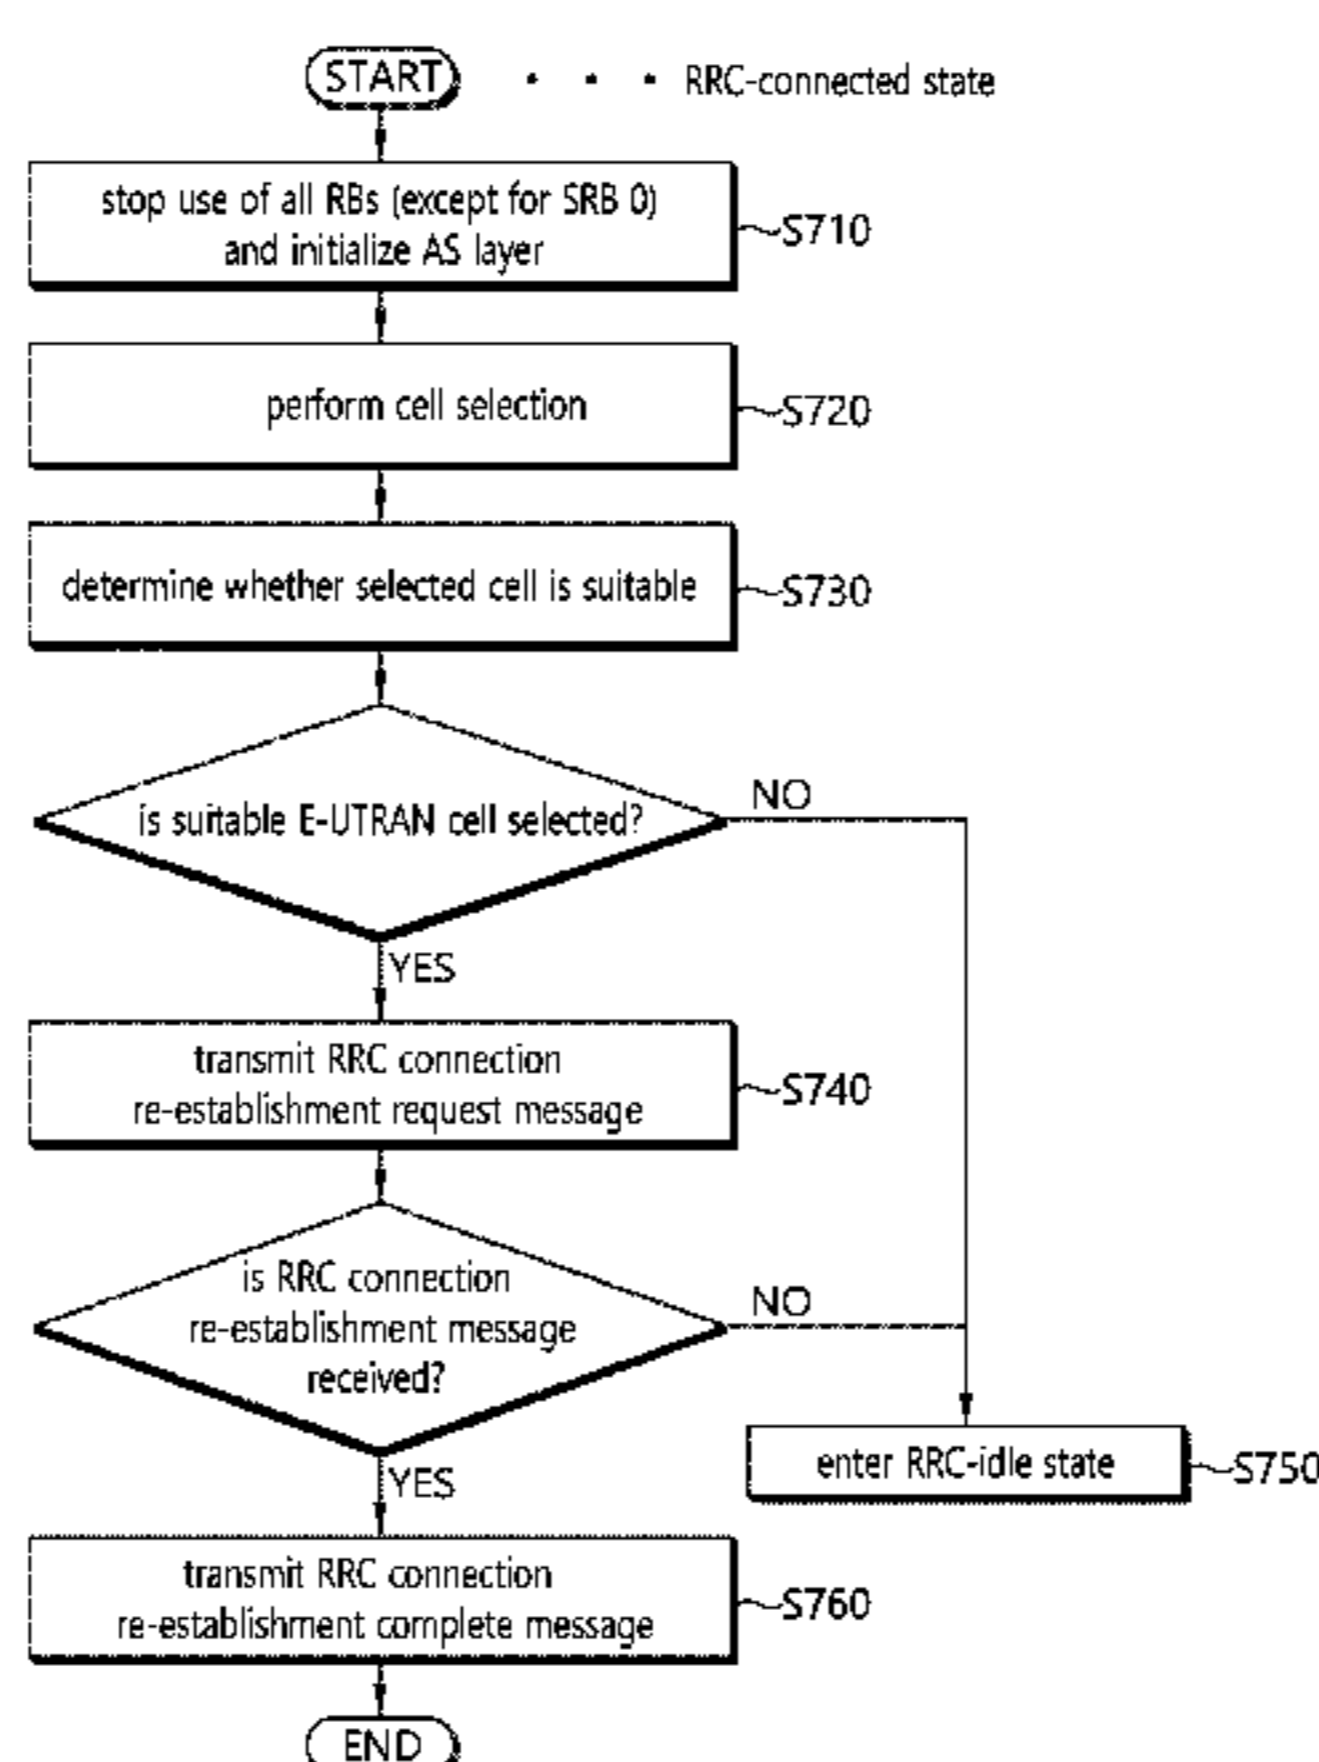 START · · · RRC-connected state
stop use of all RBs (except for SRB 0)
and initialize AS layer
S710
perform cell selection
S720
determine whether selected cell is suitable
S730
is suitable E-UTRAN cell selected?
NO
YES
transmit RRC connection
re-establishment request message
S740
is RRC connection
re-establishment message
received?
NO
YES
enter RRC-idle state
S750
transmit RRC connection
re-establishment complete message
S760
END